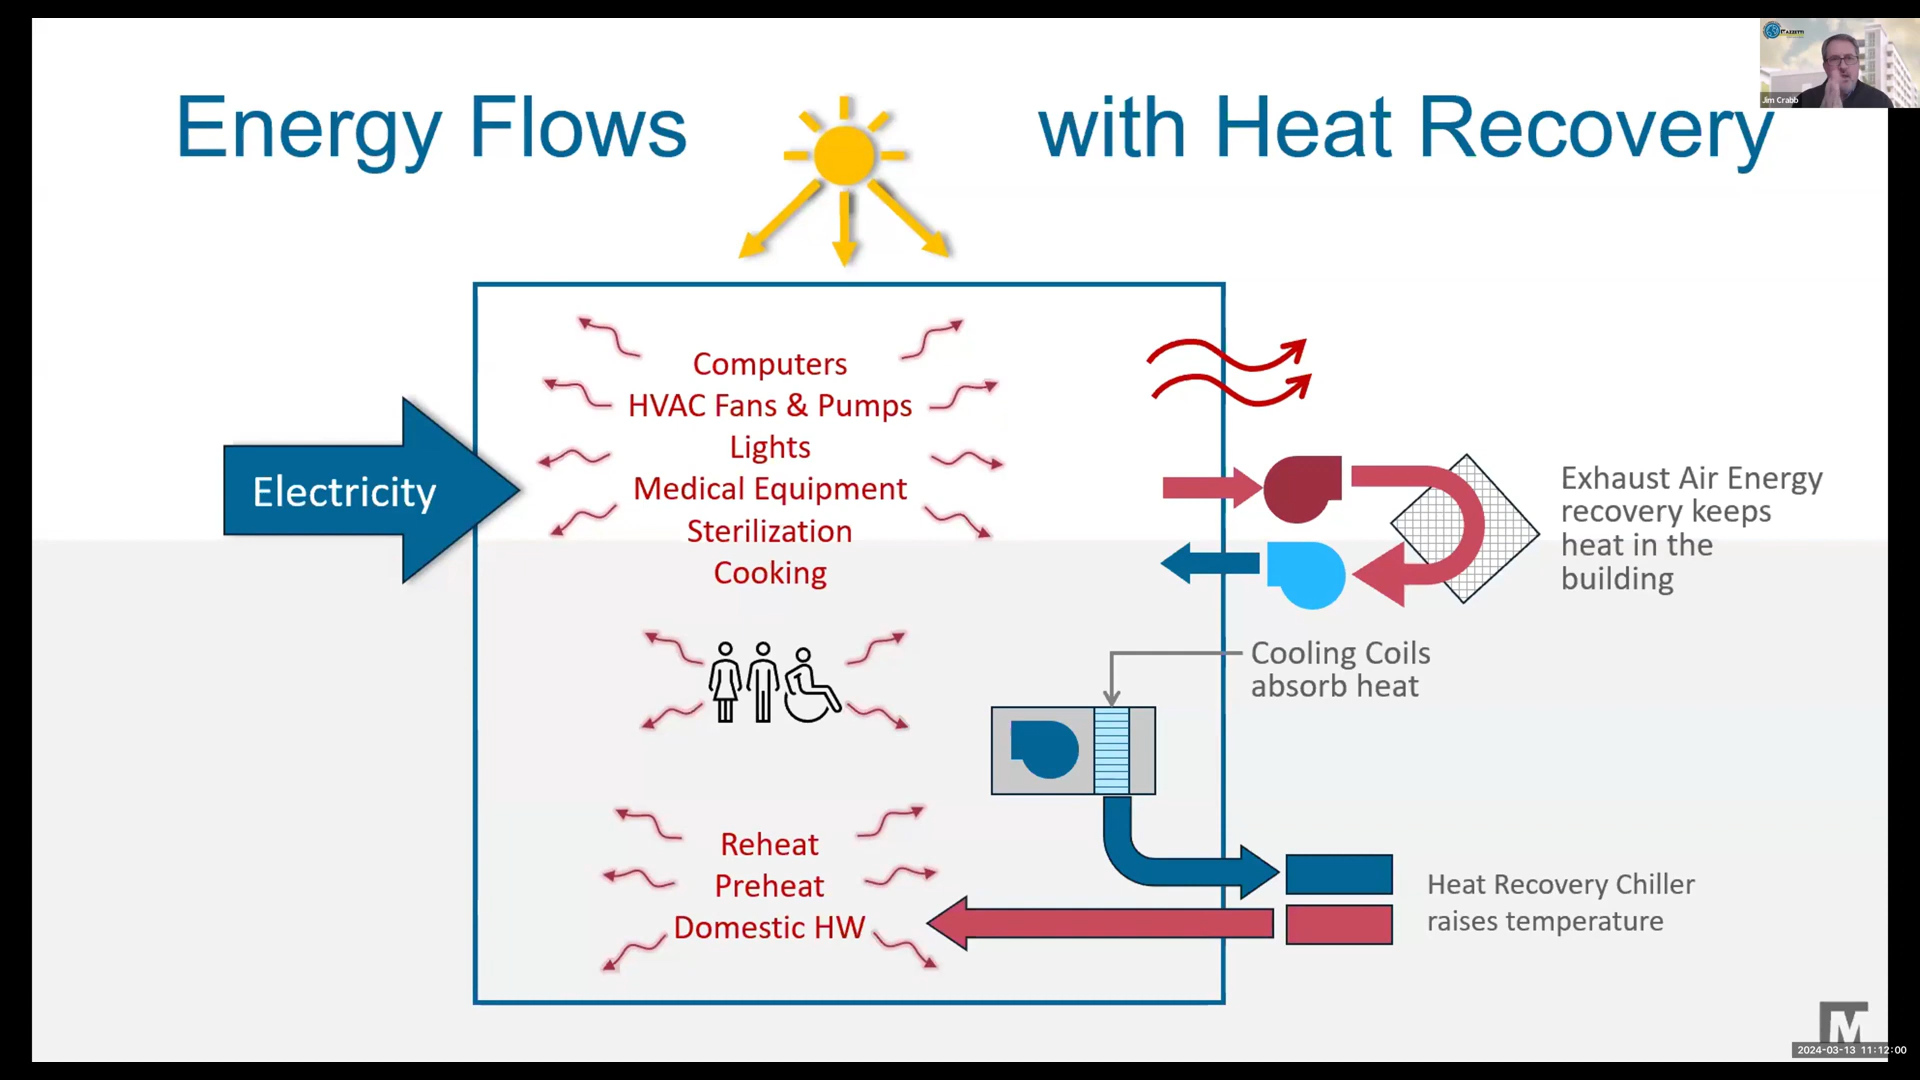 Energy Flows with Heat Recovery
Jim Crabb
Computers
HVAC Fans & Pumps
Lights
Medical Equipment
Sterilization
Cooking
Electricity
Exhaust Air Energy
recovery keeps
heat in the
building
Cooling Coils
absorb heat
Reheat
Preheat
Domestic HW
Heat Recovery Chiller
raises temperature
M
2024-03-13 11:12:00